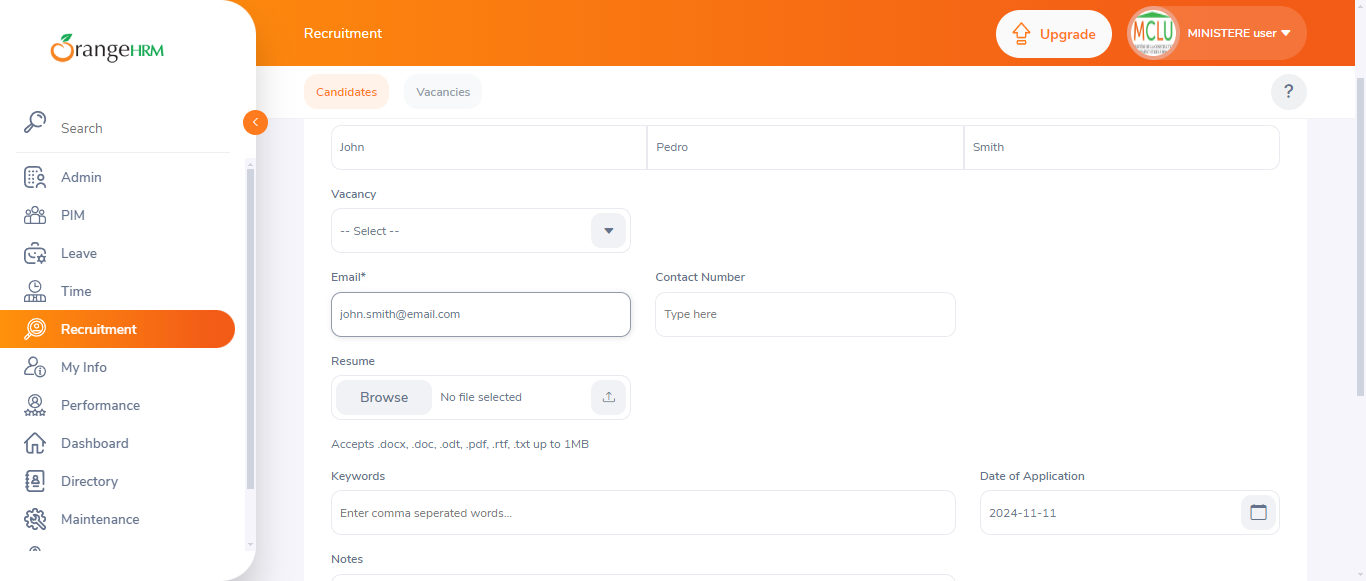 OrangeHRM
Search
Admin
PIM
Leave
Time
Recruitment
My Info
Performance
Dashboard
Directory
Maintenance
Recruitment
Upgrade
MCLU
MINISTERE user
Candidates
Vacancies
?
John
Pedro
Smith
Vacancy
-- Select --
Email*
Contact Number
john.smith@email.com
Type here
Resume
Browse
No file selected
Accepts .docx, .doc, .odt, .pdf, .rtf, .txt up to 1MB
Keywords
Date of Application
Enter comma seperated words...
2024-11-11
Notes